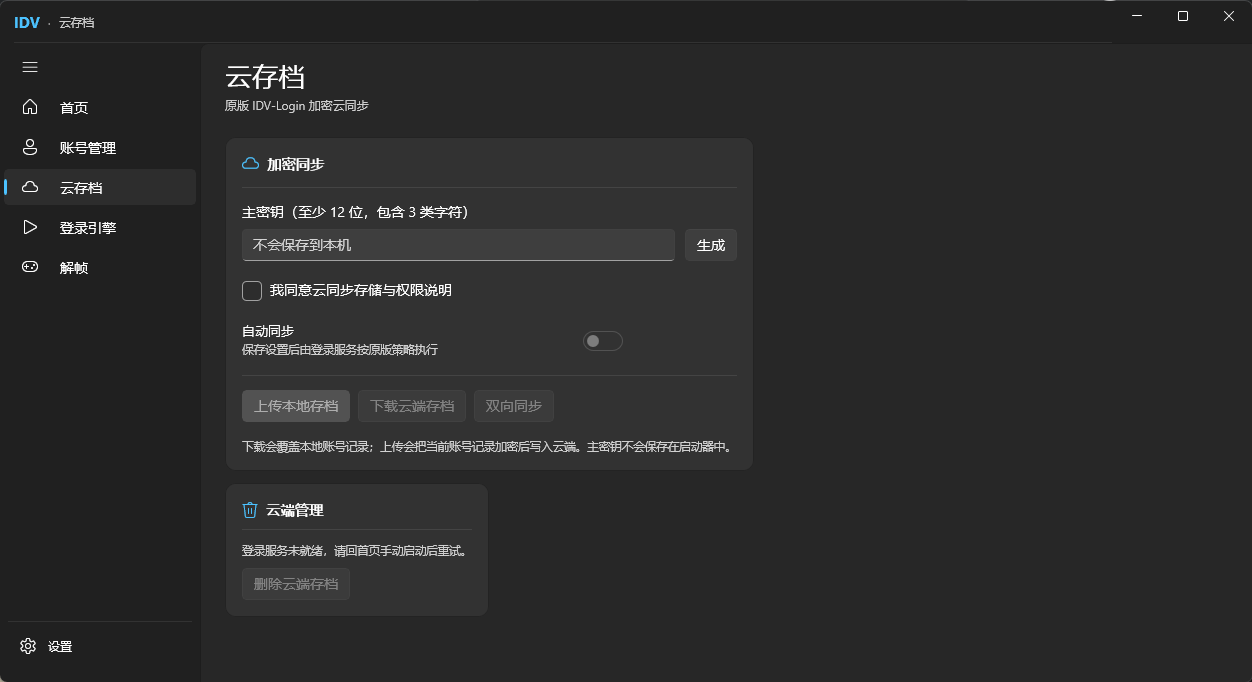 IDV · 云存档
首页
账号管理
云存档
登录引擎
解帧
设置
云存档
原版 IDV-Login 加密云同步
加密同步
主密钥（至少 12 位，包含 3 类字符）
不会保存到本机
生成
我同意云同步存储与权限说明
自动同步
保存设置后由登录服务按原版策略执行
上传本地存档
下载云端存档
双向同步
下载会覆盖本地账号记录；上传会把当前账号记录加密后写入云端。主密钥不会保存在启动器中。
云端管理
登录服务未就绪，请回首页手动启动后重试。
删除云端存档